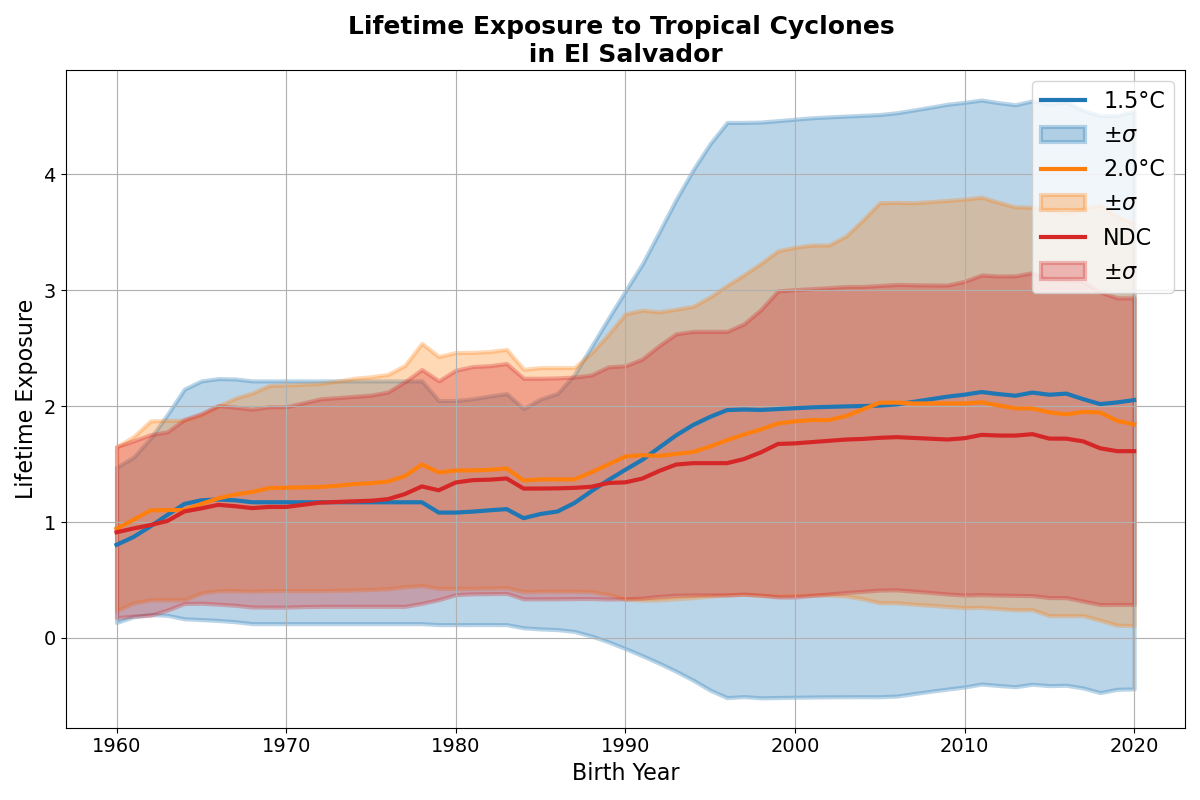 Lifetime Exposure to Tropical Cyclones
in El Salvador
1.5°C
±σ
2.0°C
±σ
NDC
±σ
Lifetime Exposure
4
3
2
1
0
1960 1970 1980 1990 2000 2010 2020
Birth Year